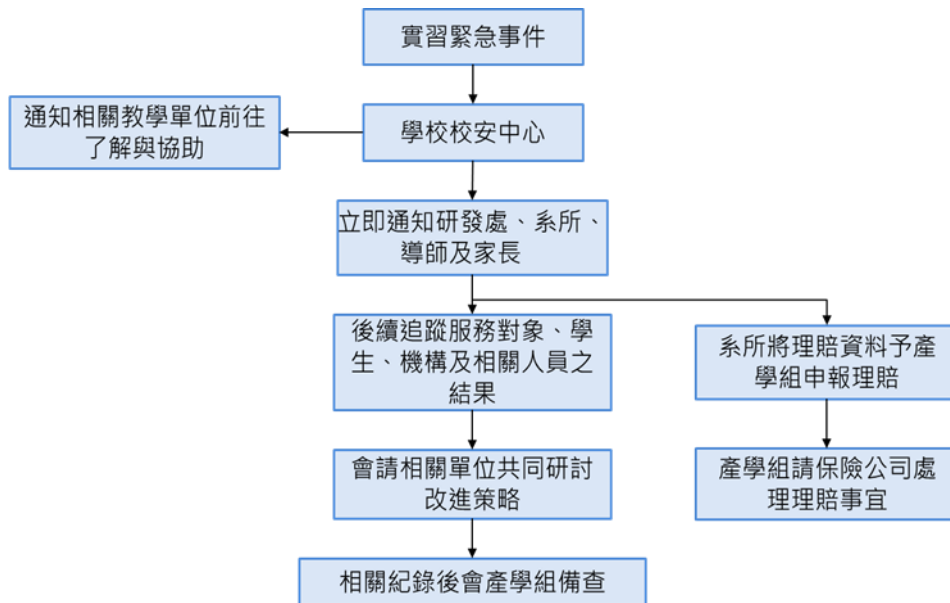 實習緊急事件
通知相關教學單位前往
了解與協助
學校校安中心
立即通知研發處、系所、
導師及家長
後續追蹤服務對象、學
生、機構及相關人員之
結果
系所將理賠資料予產
學組申報理賠
會請相關單位共同研討
改進策略
產學組請保險公司處
理理賠事宜
相關紀錄後會產學組備查